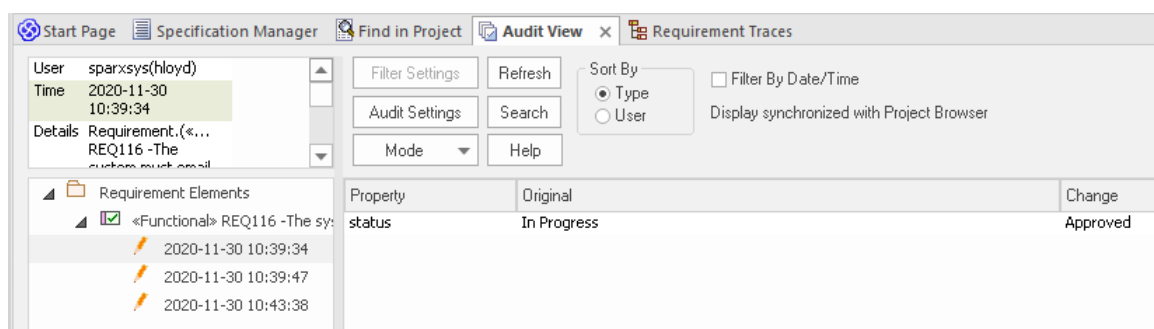 Start Page Specification Manager Find in Project Audit View Requirement Traces
User sparxsys(hloyd)
Time 2020-11-30
10:39:34
Details Requirement.(«...
REQ116 -The
custom must email
Filter Settings Refresh
Audit Settings Search
Mode Help
Sort By
Type
User
Filter By Date/Time
Display synchronized with Project Browser
Requirement Elements
«Functional» REQ116 -The sy
2020-11-30 10:39:34
2020-11-30 10:39:47
2020-11-30 10:43:38
Property Original Change
status In Progress Approved